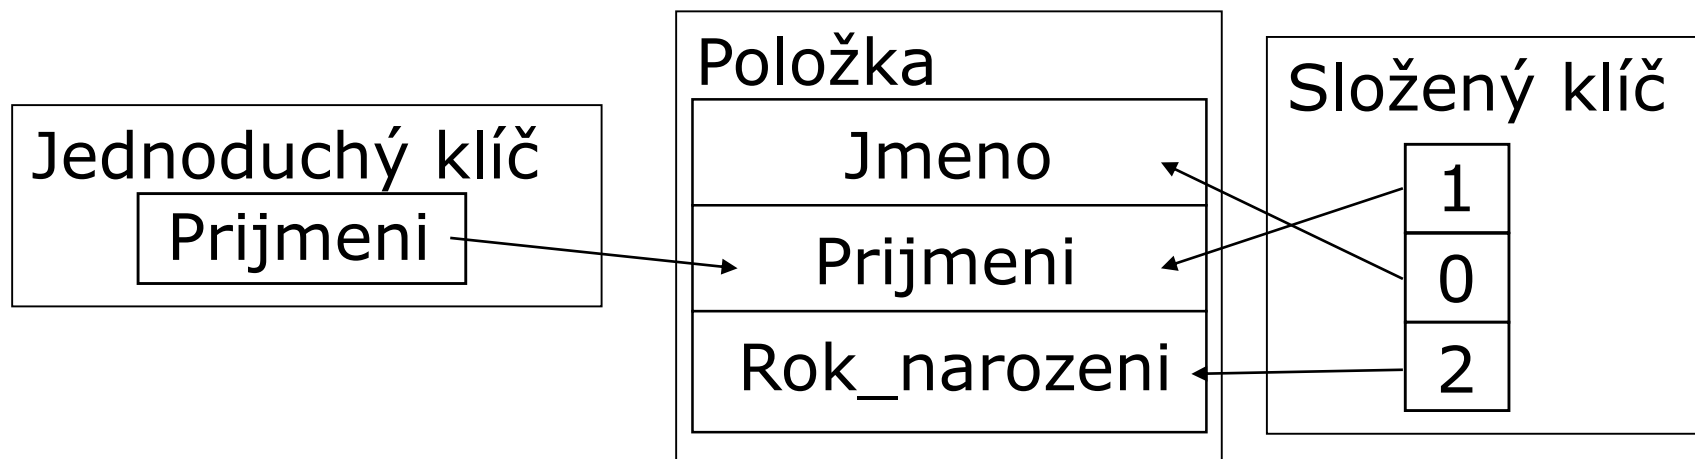 Jednoduchý klíč
Prijmeni
Položka
Jmeno
Prijmeni
Rok_narozeni
Složený klíč
1
0
2